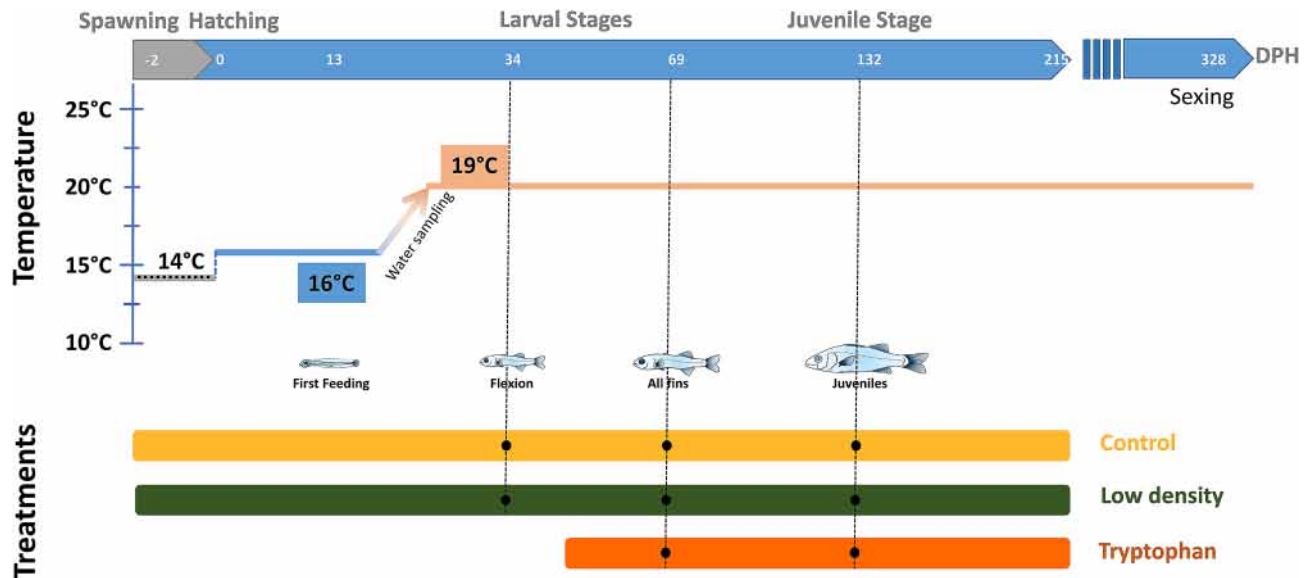 Spawning Hatching Larval Stages Juvenile Stage
-2 0 13 34 69 132 215 328 DPH
Sexing
Temperature
25°C
20°C
15°C
10°C
14°C
16°C
Water sampling
19°C
First Feeding Flexion All fins Juveniles
Treatments
Control
Low density
Tryptophan